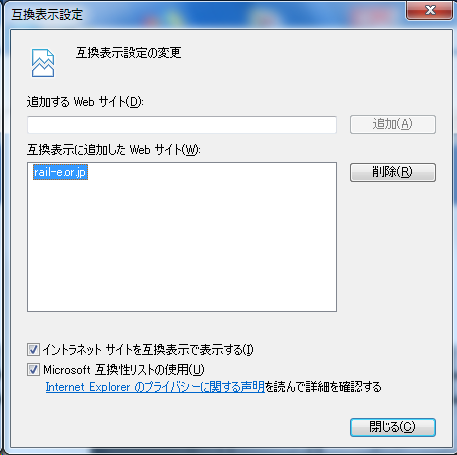 互換表示設定
互換表示設定の変更
追加する Web サイト(D):
追加(A)
互換表示に追加した Web サイト(W):
rail-e.or.jp
削除(R)
イントラネット サイトを互換表示で表示する(I)
Microsoft 互換性リストの使用(U)
Internet Explorer のプライバシーに関する声明を読んで詳細を確認する
閉じる(C)